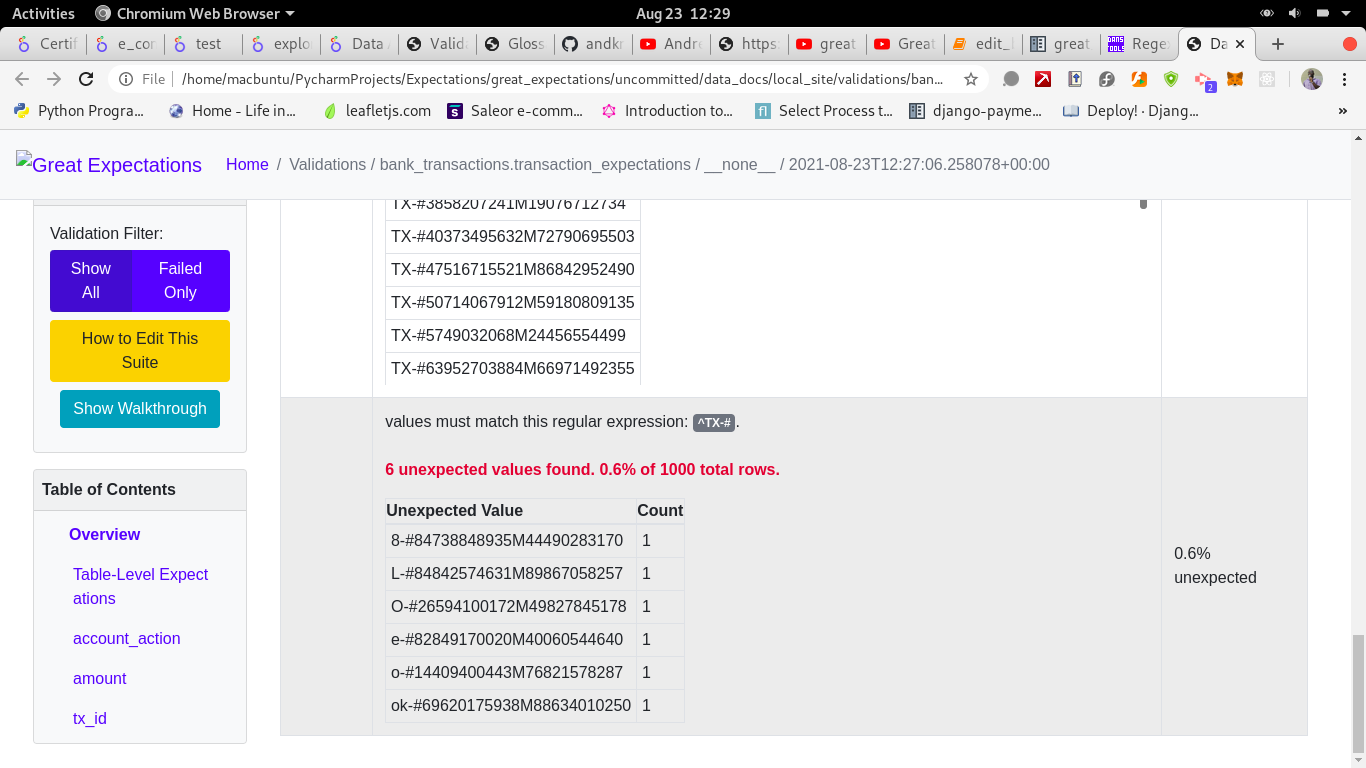 Activities Chromium Web Browser Aug 23 12:29
Certif e_con test explo Data A Valida Gloss andkr Andre https: great Great edit_l great Regex Da ×
File /home/macbuntu/PycharmProjects/Expectations/great_expectations/uncommitted/data_docs/local_site/validations/ban... 2
Python Progra... Home - Life in... leafletjs.com Saleor e-comm... Introduction to... Select Process t... django-payme... Deploy! · Djang... »
Great Expectations Home / Validations / bank_transactions.transaction_expectations / __none__ / 2021-08-23T12:27:06.258078+00:00
Validation Filter:
Show All
Failed Only
How to Edit This Suite
Show Walkthrough
Table of Contents
Overview
Table-Level Expect
ations
account_action
amount
tx_id
TX-#3858207241M19076712734
TX-#40373495632M72790695503
TX-#47516715521M86842952490
TX-#50714067912M59180809135
TX-#5749032068M24456554499
TX-#63952703884M66971492355
values must match this regular expression: ^TX-#.
6 unexpected values found. 0.6% of 1000 total rows.
Unexpected Value Count
8-#84738848935M44490283170 1
L-#84842574631M89867058257 1
O-#26594100172M49827845178 1
e-#82849170020M40060544640 1
o-#14409400443M76821578287 1
ok-#69620175938M88634010250 1
0.6%
unexpected